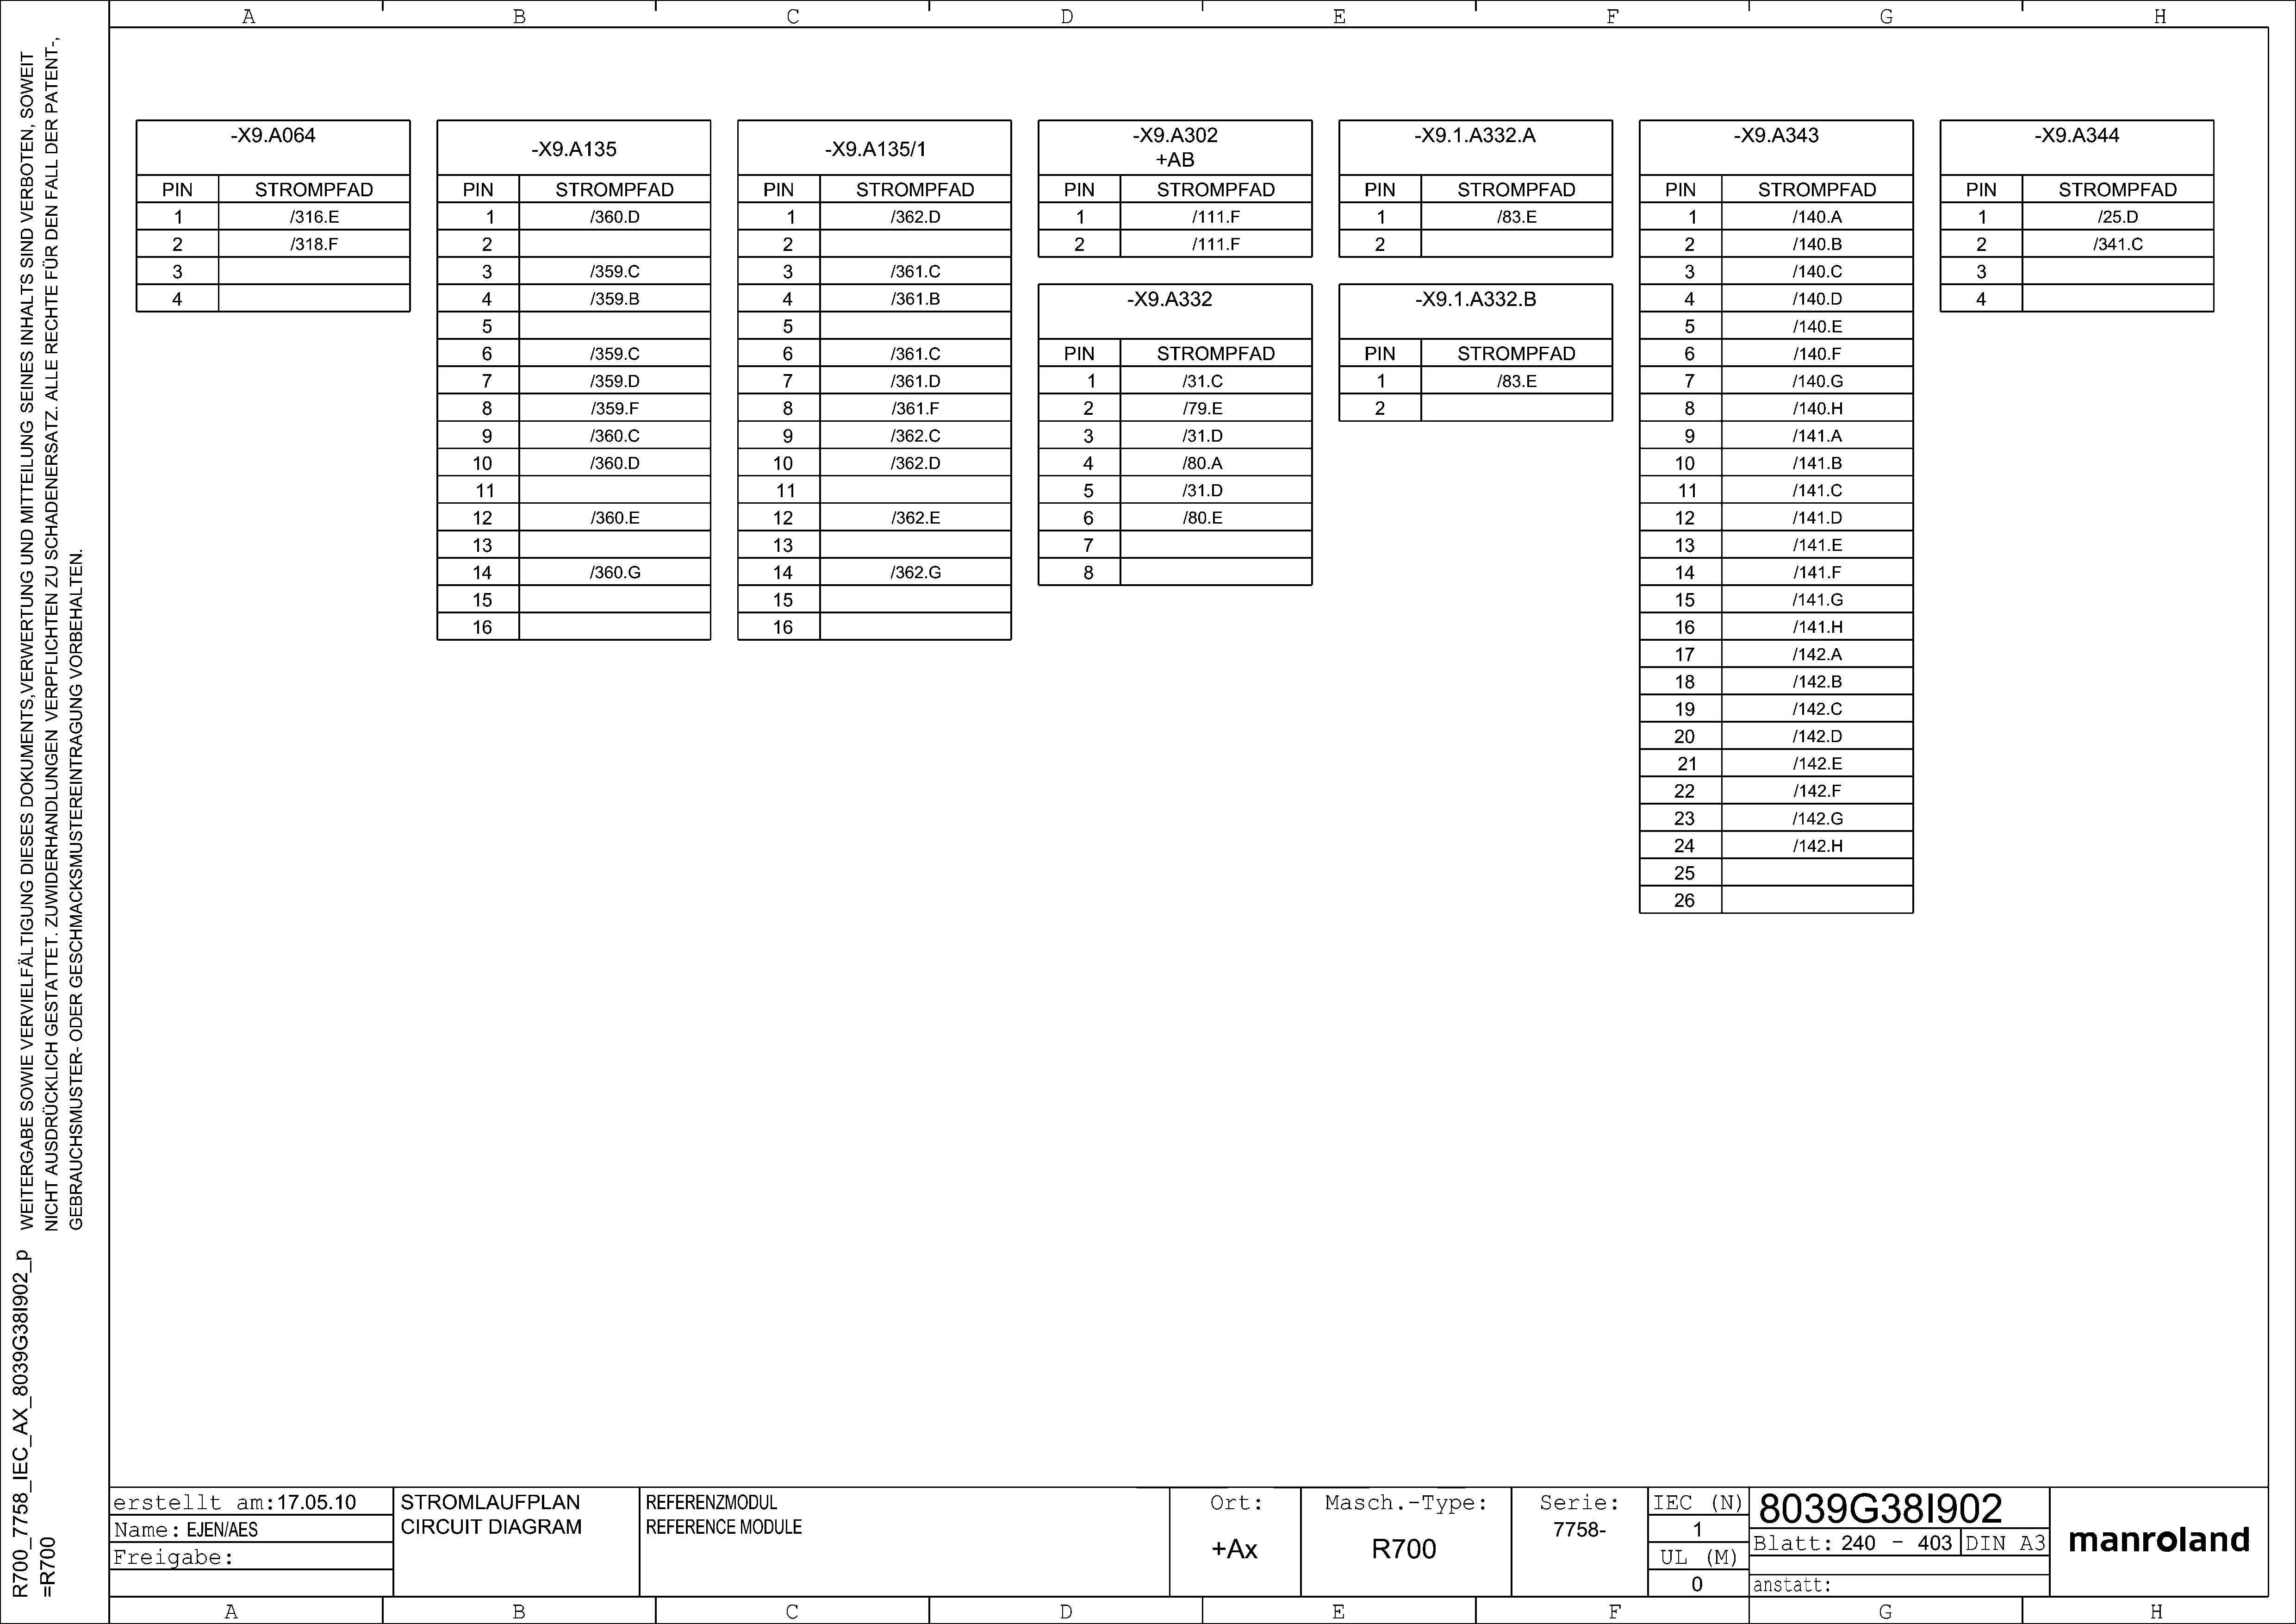 A B C D E F G H
WEITERGABE SOWIE VERVIELFÄLTIGUNG DIESES DOKUMENTS,VERWERTUNG UND MITTEILUNG SEINES INHALTS SIND VERBOTEN, SOWEIT
NICHT AUSDRÜCKLICH GESTATTET. ZUWIDERHANDLUNGEN VERPFLICHTEN ZU SCHADENERSATZ. ALLE RECHTE FÜR DEN FALL DER PATENT-,
GEBRAUCHSMUSTER- ODER GESCHMACKSMUSTEREINTRAGUNG VORBEHALTEN.
R700_7758_IEC_AX_8039G38I902_p
=R700
-X9.A064
PIN STROMPFAD
1 /316.E
2 /318.F
3
4
-X9.A135
PIN STROMPFAD
1 /360.D
2
3 /359.C
4 /359.B
5
6 /359.C
7 /359.D
8 /359.F
9 /360.C
10 /360.D
11
12 /360.E
13
14 /360.G
15
16
-X9.A135/1
PIN STROMPFAD
1 /362.D
2
3 /361.C
4 /361.B
5
6 /361.C
7 /361.D
8 /361.F
9 /362.C
10 /362.D
11
12 /362.E
13
14 /362.G
15
16
-X9.A302
+AB
PIN STROMPFAD
1 /111.F
2 /111.F
-X9.A332
PIN STROMPFAD
1 /31.C
2 /79.E
3 /31.D
4 /80.A
5 /31.D
6 /80.E
7
8
-X9.1.A332.A
PIN STROMPFAD
1 /83.E
2
-X9.1.A332.B
PIN STROMPFAD
1 /83.E
2
-X9.A343
PIN STROMPFAD
1 /140.A
2 /140.B
3 /140.C
4 /140.D
5 /140.E
6 /140.F
7 /140.G
8 /140.H
9 /141.A
10 /141.B
11 /141.C
12 /141.D
13 /141.E
14 /141.F
15 /141.G
16 /141.H
17 /142.A
18 /142.B
19 /142.C
20 /142.D
21 /142.E
22 /142.F
23 /142.G
24 /142.H
25
26
-X9.A344
PIN STROMPFAD
1 /25.D
2 /341.C
3
4
erstellt am:17.05.10
Name: EJEN/AES
Freigabe:
STROMLAUFPLAN
CIRCUIT DIAGRAM
REFERENZMODUL
REFERENCE MODULE
Ort:
+Ax
Masch.-Type:
R700
Serie:
7758-
IEC (N)
1
UL (M)
0
8039G38I902
Blatt: 240 - 403 DIN A3
anstatt:
manroland
A B C D E F G H